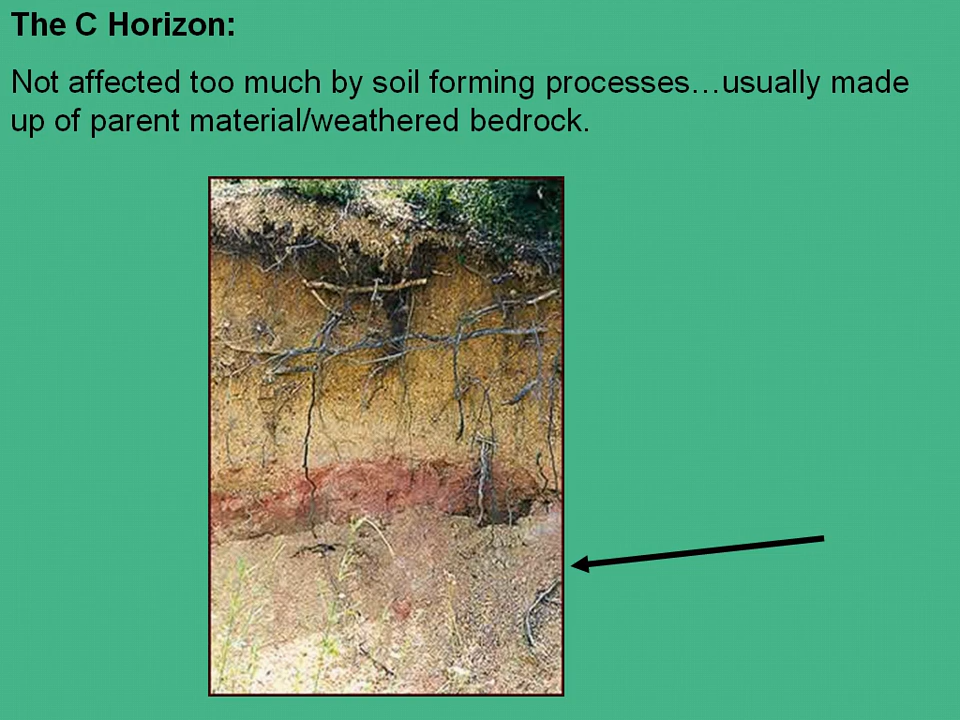 The C Horizon:
Not affected too much by soil forming processes…usually made
up of parent material/weathered bedrock.